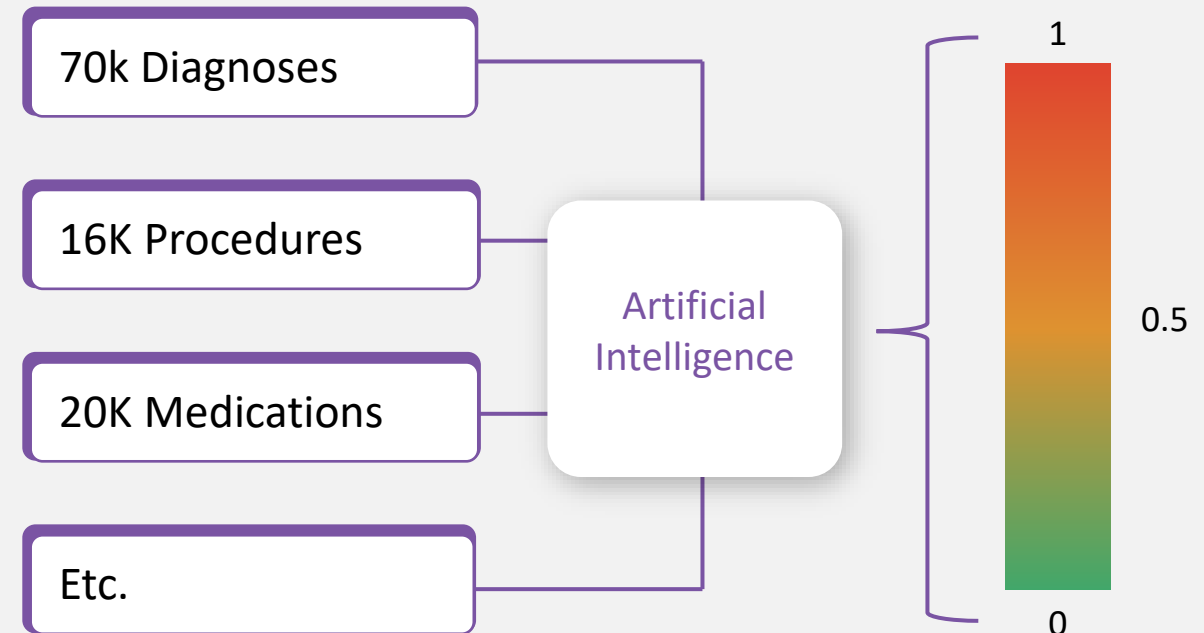 70k Diagnoses
16K Procedures
20K Medications
Etc.
Artificial
Intelligence
1
0.5
0